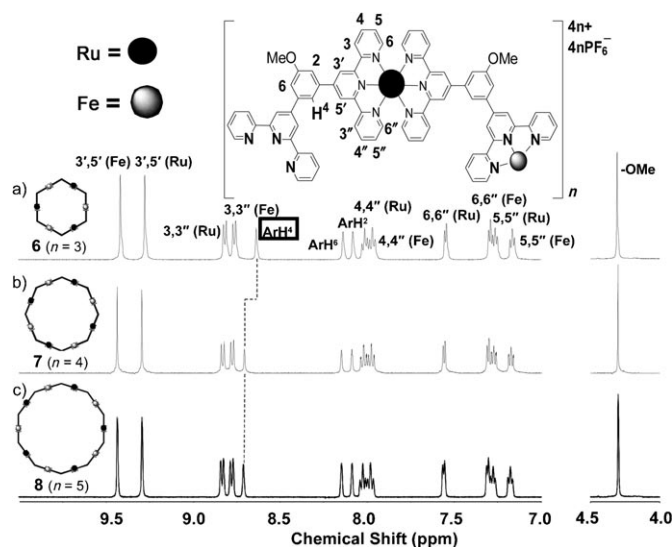 Ru =
Fe =
4n+
4nPF6−
MeO
OMe
4 5
3 6
2 3′
6 5′
H4
3″ 6″
4″ 5″
N N N
N N N
N N N
N N N
n
3′,5′ (Fe) 3′,5′ (Ru)
-OMe
a)
6 (n = 3)
3,3″ (Ru)
3,3″ (Fe)
ArH4
ArH6
ArH2
4,4″ (Ru)
4,4″ (Fe)
6,6″ (Ru)
6,6″ (Fe)
5,5″ (Ru)
5,5″ (Fe)
b)
7 (n = 4)
c)
8 (n = 5)
9.5 9.0 8.5 8.0 7.5 7.0 4.5 4.0
Chemical Shift (ppm)